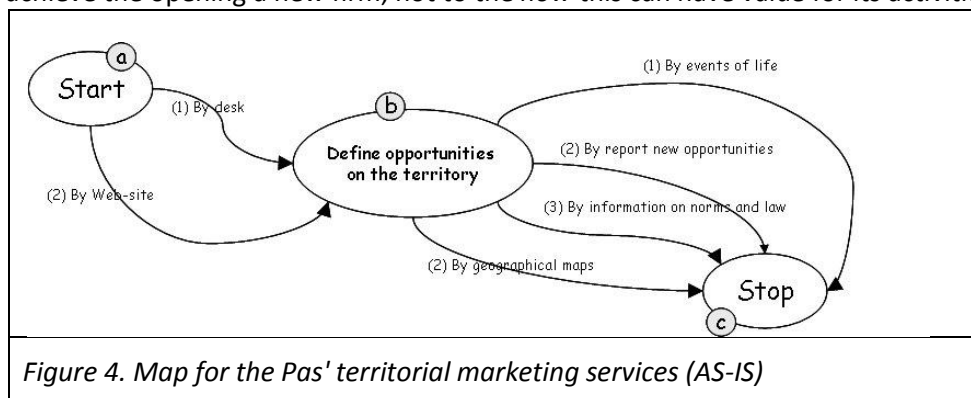 achieve the opening a new firm, not to the how this can have value for its activiti
a
Start
(1) By desk
(2) By Web-site
b
Define opportunities
on the territory
(1) By events of life
(2) By report new opportunities
(3) By information on norms and law
(2) By geographical maps
Stop
c
Figure 4. Map for the Pas' territorial marketing services (AS-IS)